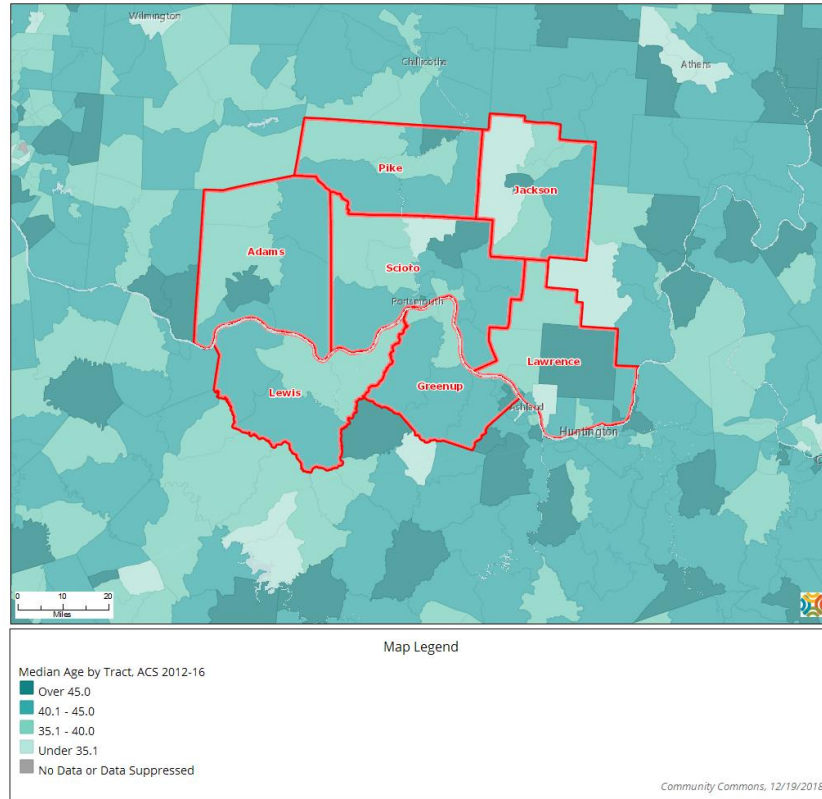 Wilmington
Chillicothe
Athens
Pike
Jackson
Adams
Scioto
Portsmouth
Lawrence
Lewis
Greenup
Ashland
Huntington
0 10 20
Miles
Map Legend
Median Age by Tract, ACS 2012-16
Over 45.0
40.1 - 45.0
35.1 - 40.0
Under 35.1
No Data or Data Suppressed
Community Commons, 12/19/2018